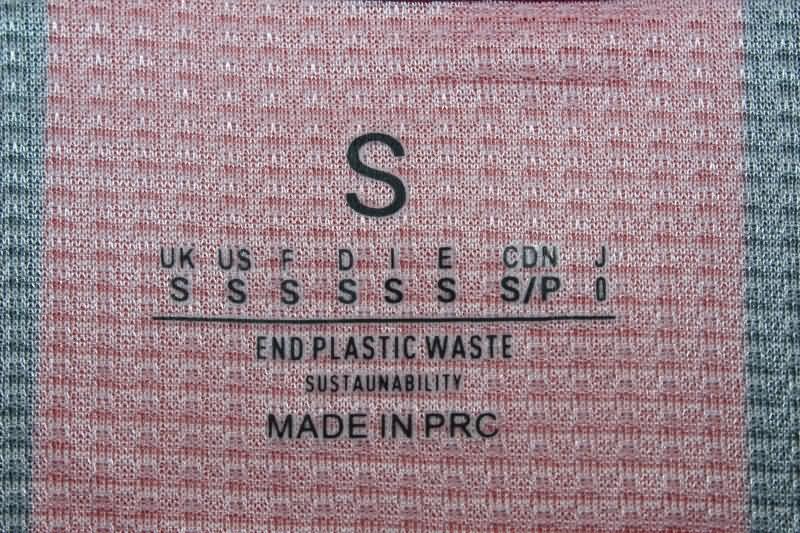 S
UK US F D I E CDN J
S S S S S S S/P 0
END PLASTIC WASTE
SUSTAUNABILITY
MADE IN PRC